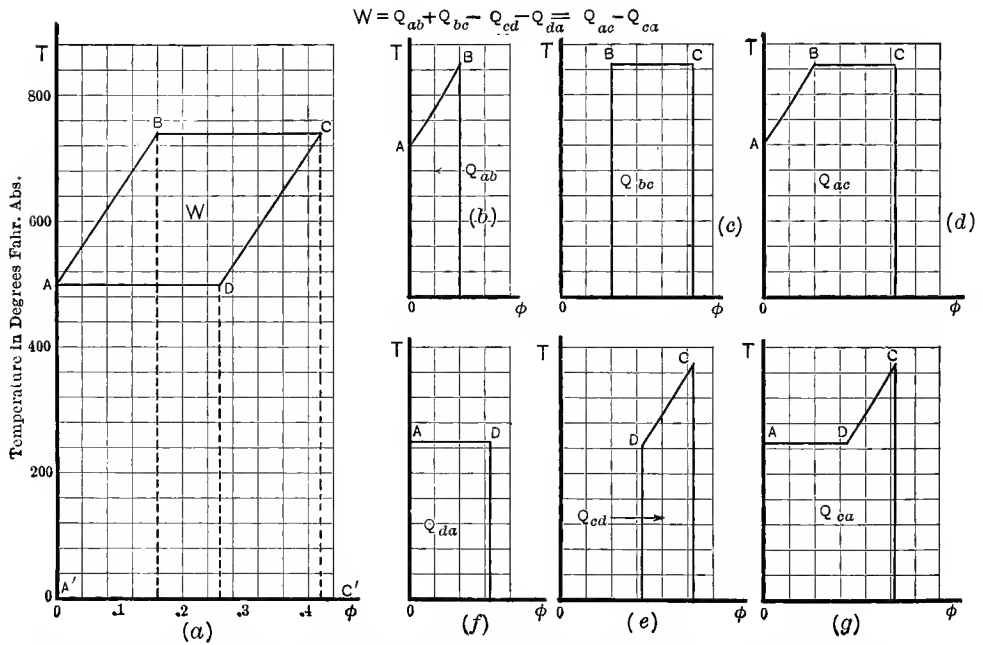 W = Q_ab + Q_bc – Q_cd – Q_da = Q_ac – Q_ca
T
800
600
400
200
0
Temperature in Degrees Fahr. Abs.
B
C
W
A
D
A'
C'
0
.1
.2
.3
.4
ϕ
(a)
T
B
A
Q_ab
(b)
0
ϕ
T
B
C
Q_bc
(c)
0
ϕ
T
B
C
A
Q_ac
(d)
0
ϕ
T
A
D
Q_da
0
ϕ
(f)
T
C
D
Q_cd
0
ϕ
(e)
T
C
A
D
Q_ca
0
ϕ
(g)